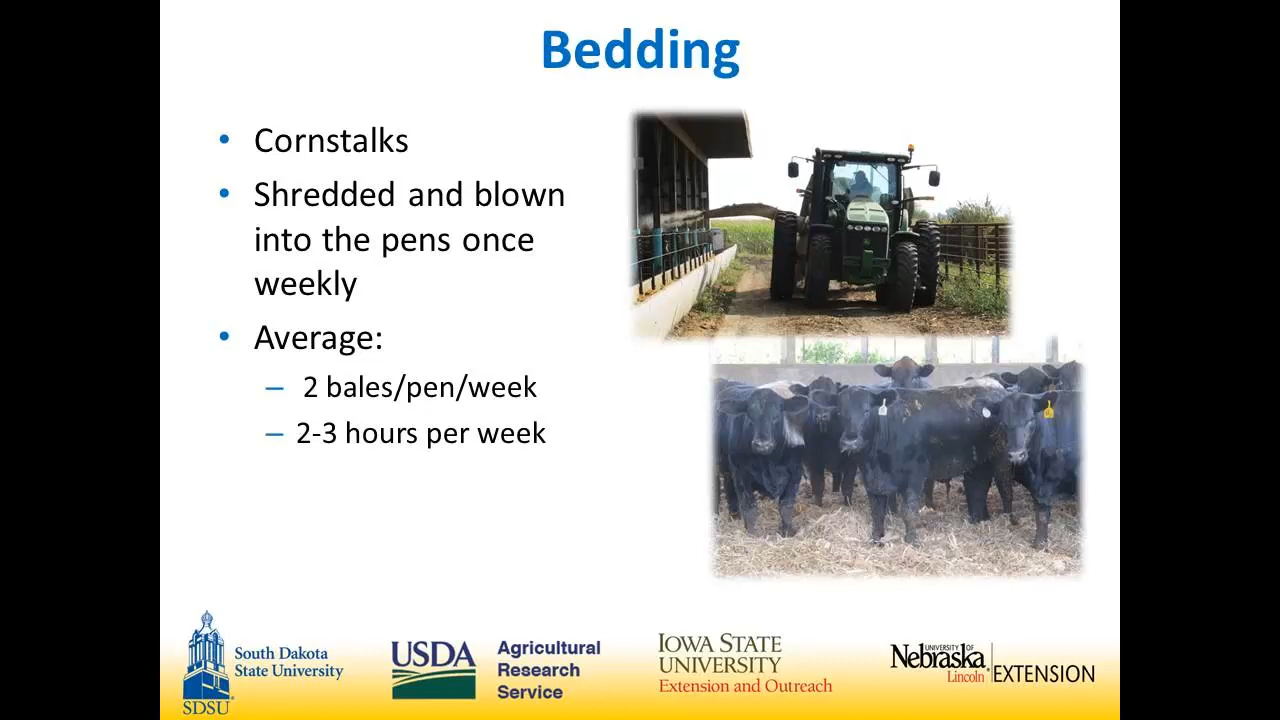 Bedding
• Cornstalks
• Shredded and blown
into the pens once
weekly
• Average:
– 2 bales/pen/week
– 2-3 hours per week
SDSU
South Dakota
State University
USDA
Agricultural
Research
Service
IOWA STATE
UNIVERSITY
Extension and Outreach
UNIVERSITY OF
Nebraska
Lincoln
EXTENSION